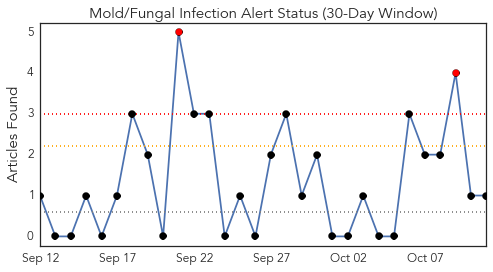 Mold/Fungal Infection Alert Status (30-Day Window)
Articles Found
5
4
3
2
1
0
Sep 12 Sep 17 Sep 22 Sep 27 Oct 02 Oct 07